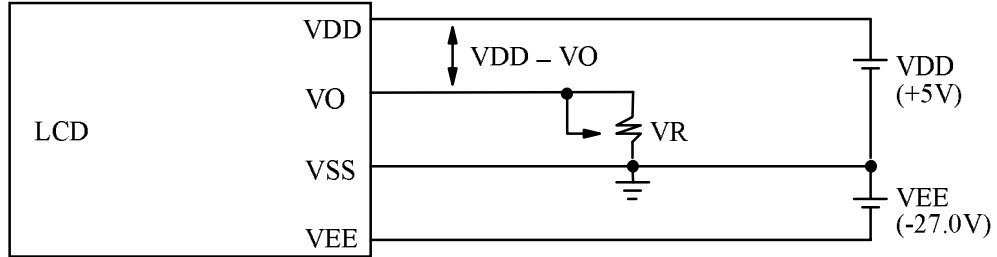 VDD
VDD – VO
VDD
(+5V)
VO
LCD
VR
VSS
VEE
(-27.0V)
VEE